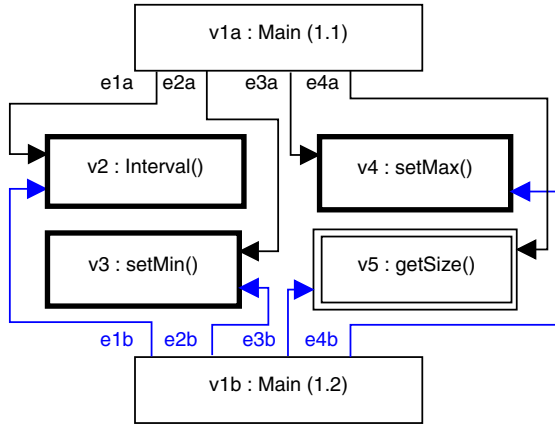 v1a : Main (1.1)
e1a e2a e3a e4a
v2 : Interval()
v4 : setMax()
v3 : setMin()
v5 : getSize()
e1b e2b e3b e4b
v1b : Main (1.2)